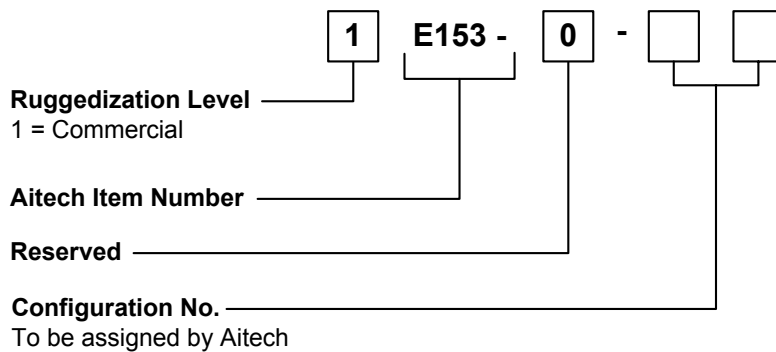 1 E153 - 0 -
Ruggedization Level
1 = Commercial
Aitech Item Number
Reserved
Configuration No.
To be assigned by Aitech